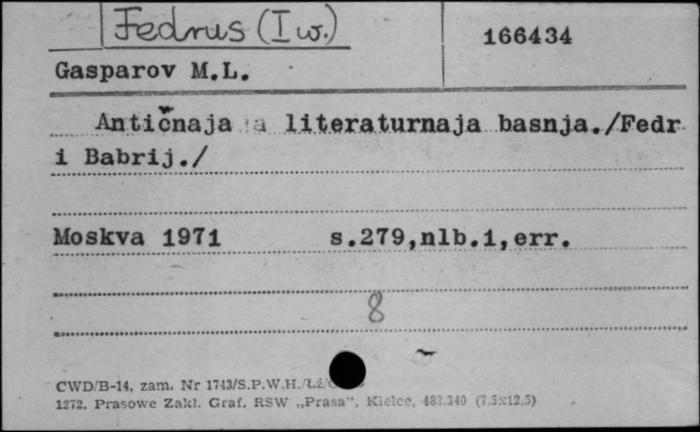 Fedrus (I w.)
166434
Gasparov M.L.
Antičnaja literaturnaja basnja./Fedr
i Babrij./
Moskva 1971 s.279,nlb.1,err.
8
CWD/B-14, zam. Nr 1743/S.P.W.H./Łż/
1272. Prasowe Zakł. Graf. RSW „Prasa”, Kielce, 483.340 (7.5x12,5)